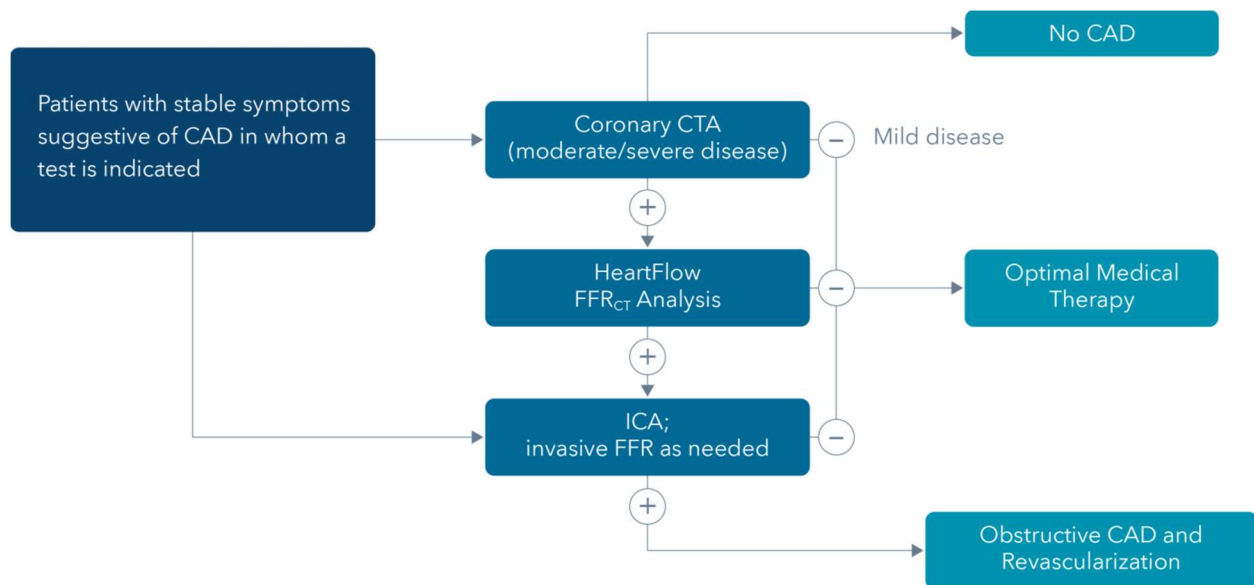 No CAD
Patients with stable symptoms
suggestive of CAD in whom a
test is indicated
Coronary CTA
(moderate/severe disease)
−
Mild disease
+
HeartFlow
FFRCT Analysis
−
Optimal Medical
Therapy
+
ICA;
invasive FFR as needed
−
+
Obstructive CAD and
Revascularization